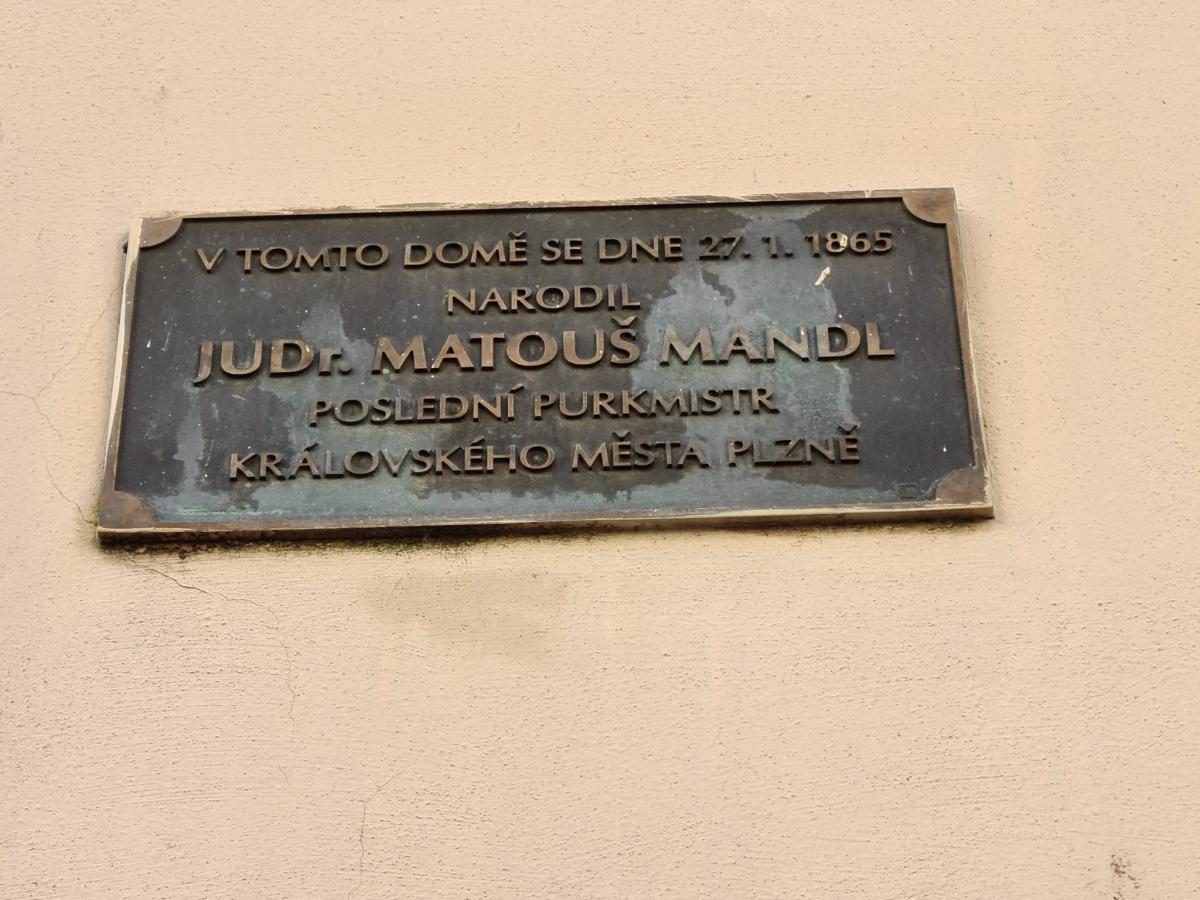 V TOMTO DOMĚ SE DNE 27. 1. 1865
NARODIL
JUDr. MATOUŠ MANDL
POSLEDNÍ PURKMISTR
KRÁLOVSKÉHO MĚSTA PLZNĚ